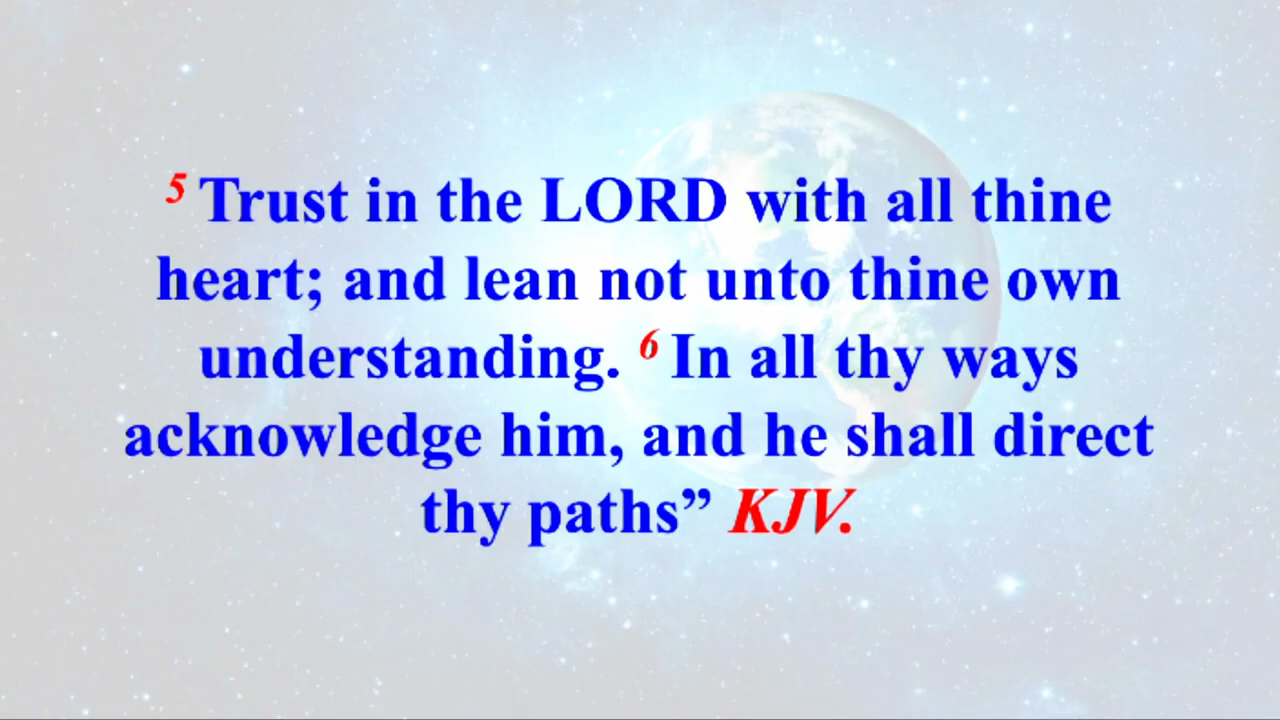 5 Trust in the LORD with all thine
heart; and lean not unto thine own
understanding. 6 In all thy ways
acknowledge him, and he shall direct
thy paths” KJV.